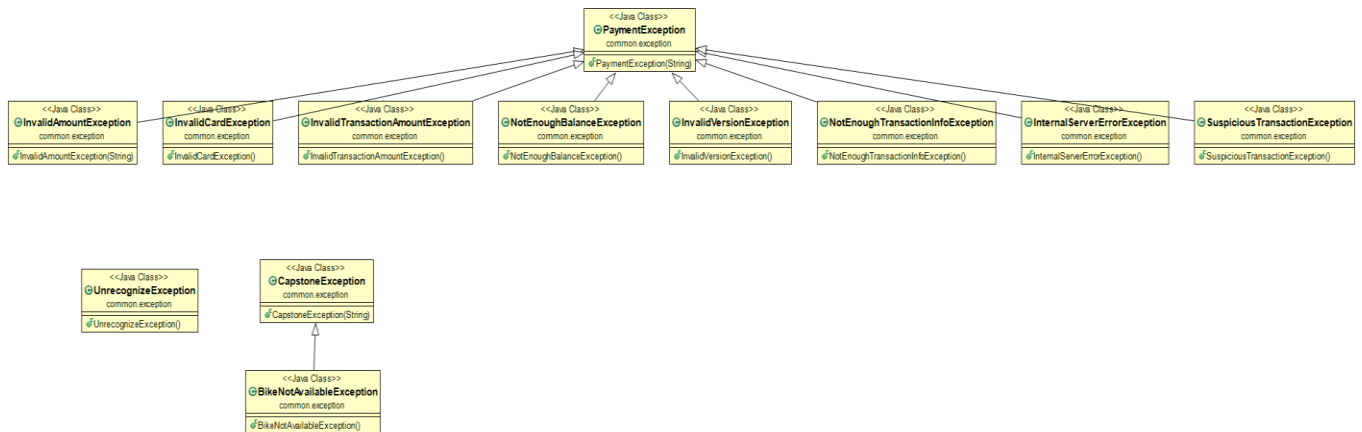 <<Java Class>>
PaymentException
common.exception
PaymentException(String)
<<Java Class>>
InvalidAmountException
common.exception
InvalidAmountException(String)
<<Java Class>>
InvalidCardException
common.exception
InvalidCardException()
<<Java Class>>
InvalidTransactionAmountException
common.exception
InvalidTransactionAmountException()
<<Java Class>>
NotEnoughBalanceException
common.exception
NotEnoughBalanceException()
<<Java Class>>
InvalidVersionException
common.exception
InvalidVersionException()
<<Java Class>>
NotEnoughTransactionInfoException
common.exception
NotEnoughTransactionInfoException()
<<Java Class>>
InternalServerErrorException
common.exception
InternalServerErrorException()
<<Java Class>>
SuspiciousTransactionException
common.exception
SuspiciousTransactionException()
<<Java Class>>
UnrecognizeException
common.exception
UnrecognizeException()
<<Java Class>>
CapstoneException
common.exception
CapstoneException(String)
<<Java Class>>
BikeNotAvailableException
common.exception
BikeNotAvailableException()